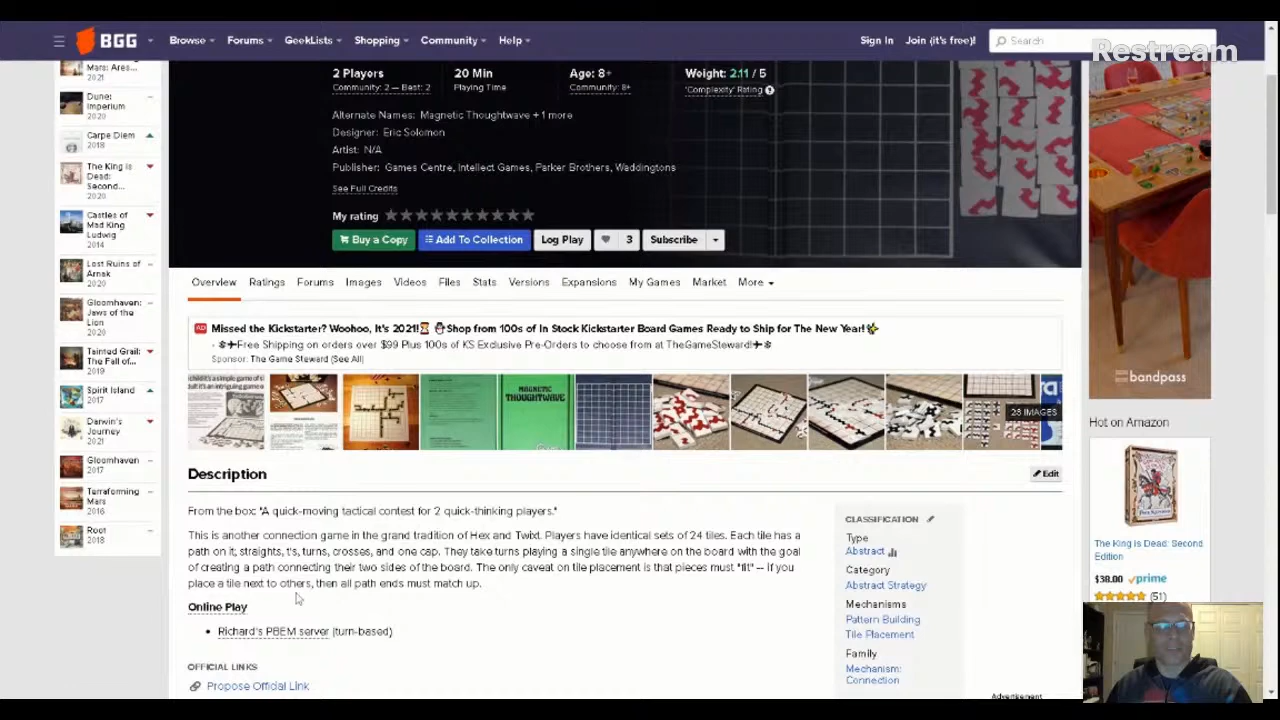 BGG
Browse
Forums
GeekLists
Shopping
Community
Help
Sign In
Join (it's free!)
Search
Restream
Mars: Ares...
2021
Dune:
Imperium
2020
Carpe Diem
2018
The King is
Dead:
Second...
2020
Castles of
Mad King
Ludwig
2014
Lost Ruins of
Arnak
2020
Gloomhaven:
Jaws of the
Lion
2020
Tainted Grail:
The Fall of...
2019
Spirit Island
2017
Darwin's
Journey
2021
Gloomhaven
2017
Terraforming
Mars
2016
Root
2018
2 Players
Community: 2 — Best: 2
20 Min
Playing Time
Age: 8+
Community: 8+
Weight: 2.11 / 5
'Complexity' Rating
Alternate Names: Magnetic Thoughtwave + 1 more
Designer: Eric Solomon
Artist: N/A
Publisher: Games Centre, Intellect Games, Parker Brothers, Waddingtons
See Full Credits
My rating
Buy a Copy
Add To Collection
Log Play
3
Subscribe
Overview
Ratings
Forums
Images
Videos
Files
Stats
Versions
Expansions
My Games
Market
More
AD Missed the Kickstarter? Woohoo, It's 2021! Shop from 100s of In Stock Kickstarter Board Games Ready to Ship for The New Year!
Free Shipping on orders over $99 Plus 100s of KS Exclusive Pre-Orders to choose from at TheGameSteward!
Sponsor: The Game Steward (See All)
MAGNETIC
THOUGHTWAVE
28 IMAGES
Description
Edit
From the box: "A quick-moving tactical contest for 2 quick-thinking players."
This is another connection game in the grand tradition of Hex and Twixt. Players have identical sets of 24 tiles. Each tile has a
path on it, straights, t's, turns, crosses, and one cap. They take turns playing a single tile anywhere on the board with the goal
of creating a path connecting their two sides of the board. The only caveat on tile placement is that pieces must "fit" -- if you
place a tile next to others, then all path ends must match up.
Online Play
Richard's PBEM server (turn-based)
OFFICIAL LINKS
Propose Official Link
CLASSIFICATION
Type
Abstract
Category
Abstract Strategy
Mechanisms
Pattern Building
Tile Placement
Family
Mechanism:
Connection
Advertisement
bandpass
Hot on Amazon
The King is Dead: Second
Edition
$38.00 prime
(51)